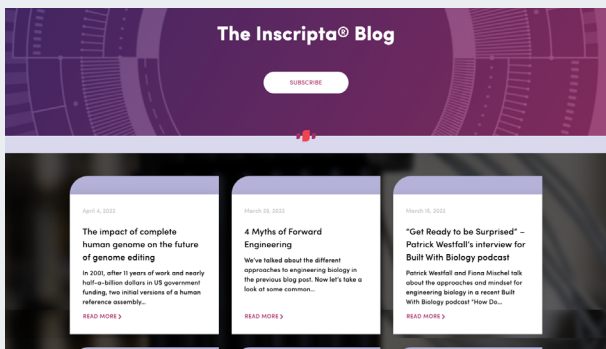 The Inscripta® Blog
SUBSCRIBE
April 4, 2022
The impact of complete
human genome on the future
of genome editing
In 2001, after 11 years of work and nearly
half-a-billion dollars in US government
funding, two initial versions of a human
reference assembly...
READ MORE >
March 25, 2022
4 Myths of Forward
Engineering
We've talked about the different
approaches to engineering biology in
the previous blog post. Now let's take a
look at some common...
READ MORE >
March 15, 2022
"Get Ready to be Surprised" –
Patrick Westfall's interview for
Built With Biology podcast
Patrick Westfall and Fiona Mischel talk
about the approaches and mindset for
engineering biology in a recent Built
With Biology podcast "How Do...
READ MORE >